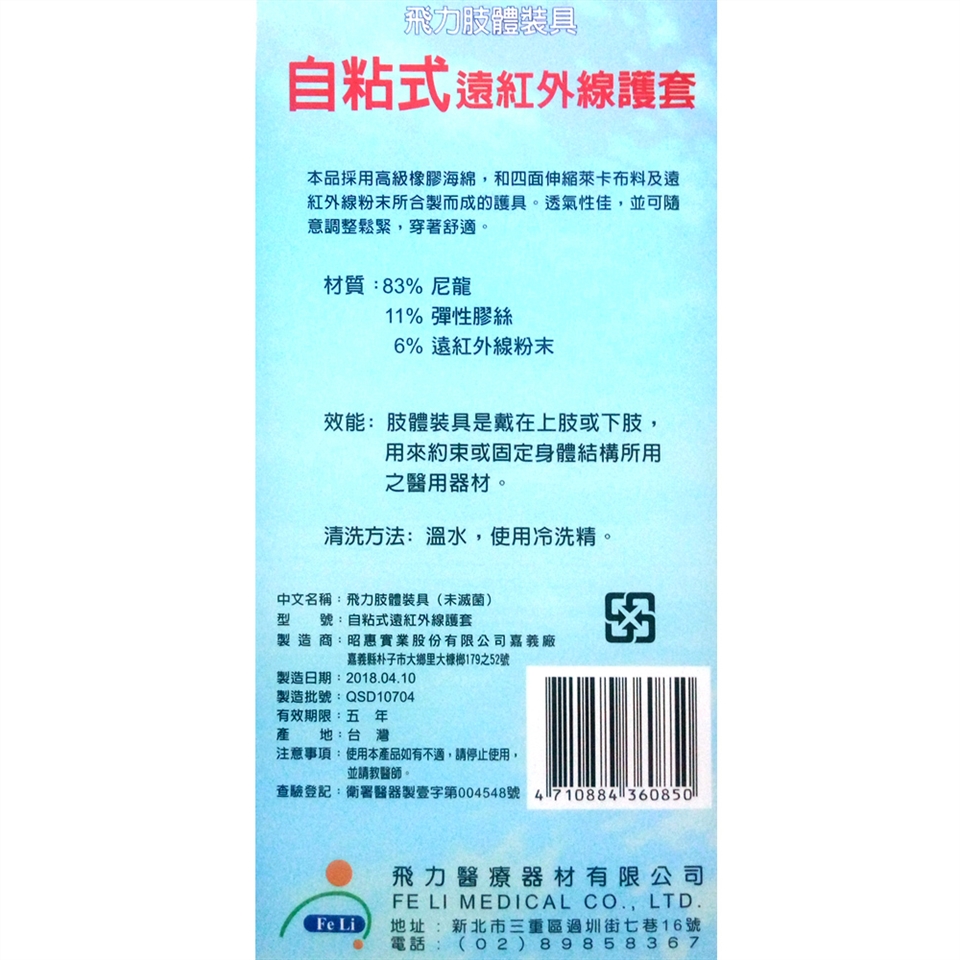 飛力肢體裝具
自粘式遠紅外線護套
本品採用高級橡膠海綿，和四面伸縮萊卡布料及遠
紅外線粉末所合製而成的護具。透氣性佳，並可隨
意調整鬆緊，穿著舒適。
材質：83% 尼龍
11% 彈性膠絲
6% 遠紅外線粉末
效能：肢體裝具是戴在上肢或下肢，
用來約束或固定身體結構所用
之醫用器材。
清洗方法：溫水，使用冷洗精。
中文名稱：飛力肢體裝具（未滅菌）
型 號：自粘式遠紅外線護套
製造商：昭惠實業股份有限公司嘉義廠
嘉義縣朴子市大鄉里大槺榔179之52號
製造日期：2018.04.10
製造批號：QSD10704
有效期限：五 年
產 地：台 灣
注意事項：使用本產品如有不適，請停止使用，
並請教醫師。
查驗登記：衛署醫器製壹字第004548號
4 710884 360850
Fe Li
飛力醫療器材有限公司
FE LI MEDICAL CO., LTD.
地址：新北市三重區過圳街七巷16號
電話：(02)89858367